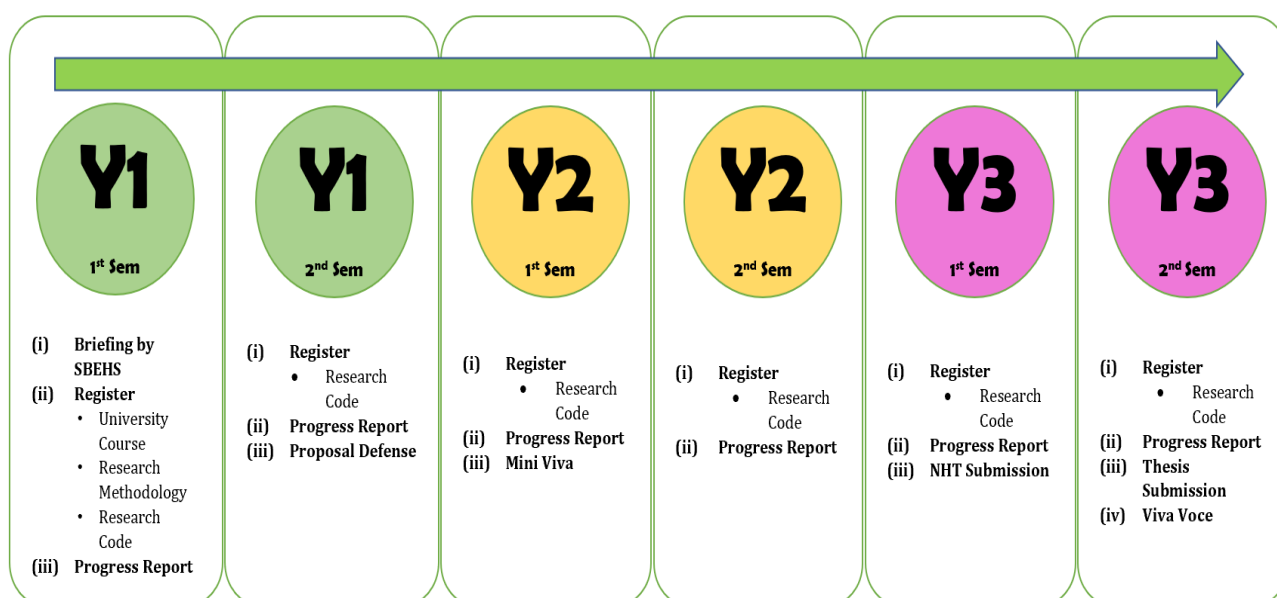 Y1
1st Sem
(i) Briefing by
SBEHS
(ii) Register
• University
Course
• Research
Methodology
• Research
Code
(iii) Progress Report
Y1
2nd Sem
(i) Register
• Research
Code
(ii) Progress Report
(iii) Proposal Defense
Y2
1st Sem
(i) Register
• Research
Code
(ii) Progress Report
(iii) Mini Viva
Y2
2nd Sem
(i) Register
• Research
Code
(ii) Progress Report
Y3
1st Sem
(i) Register
• Research
Code
(ii) Progress Report
(iii) NHT Submission
Y3
2nd Sem
(i) Register
• Research
Code
(ii) Progress Report
(iii) Thesis
Submission
(iv) Viva Voce